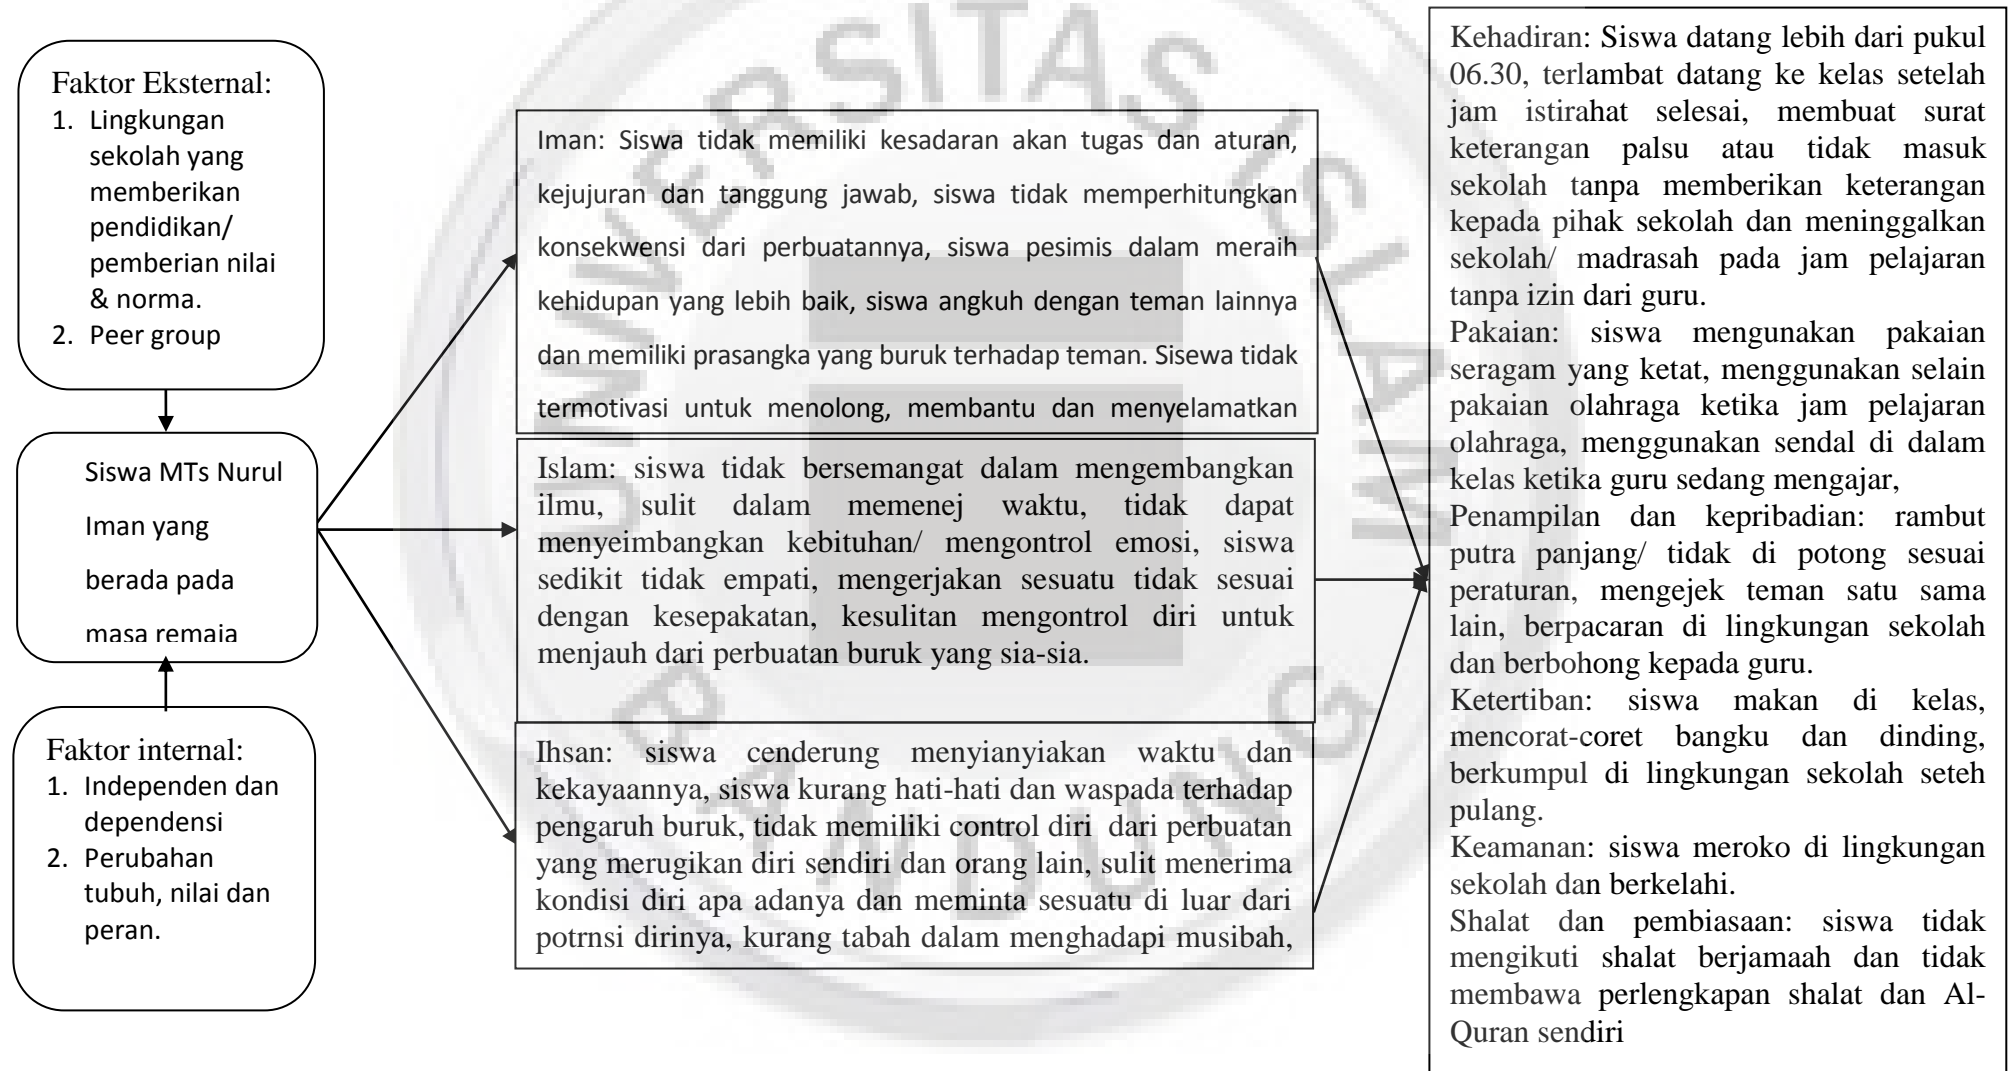 Faktor Eksternal:
1. Lingkungan
sekolah yang
memberikan
pendidikan/
pemberian nilai
& norma.
2. Peer group
Siswa MTs Nurul
Iman yang
berada pada
masa remaja
Faktor internal:
1. Independen dan
dependensi
2. Perubahan
tubuh, nilai dan
peran.
Iman: Siswa tidak memiliki kesadaran akan tugas dan aturan,
kejujuran dan tanggung jawab, siswa tidak memperhitungkan
konsekwensi dari perbuatannya, siswa pesimis dalam meraih
kehidupan yang lebih baik, siswa angkuh dengan teman lainnya
dan memiliki prasangka yang buruk terhadap teman. Sisewa tidak
termotivasi untuk menolong, membantu dan menyelamatkan
Islam: siswa tidak bersemangat dalam mengembangkan
ilmu, sulit dalam memenej waktu, tidak dapat
menyeimbangkan kebituhan/ mengontrol emosi, siswa
sedikit tidak empati, mengerjakan sesuatu tidak sesuai
dengan kesepakatan, kesulitan mengontrol diri untuk
menjauh dari perbuatan buruk yang sia-sia.
Ihsan: siswa cenderung menyianyiakan waktu dan
kekayaannya, siswa kurang hati-hati dan waspada terhadap
pengaruh buruk, tidak memiliki control diri dari perbuatan
yang merugikan diri sendiri dan orang lain, sulit menerima
kondisi diri apa adanya dan meminta sesuatu di luar dari
potrnsi dirinya, kurang tabah dalam menghadapi musibah,
Kehadiran: Siswa datang lebih dari pukul
06.30, terlambat datang ke kelas setelah
jam istirahat selesai, membuat surat
keterangan palsu atau tidak masuk
sekolah tanpa memberikan keterangan
kepada pihak sekolah dan meninggalkan
sekolah/ madrasah pada jam pelajaran
tanpa izin dari guru.
Pakaian: siswa mengunakan pakaian
seragam yang ketat, menggunakan selain
pakaian olahraga ketika jam pelajaran
olahraga, menggunakan sendal di dalam
kelas ketika guru sedang mengajar,
Penampilan dan kepribadian: rambut
putra panjang/ tidak di potong sesuai
peraturan, mengejek teman satu sama
lain, berpacaran di lingkungan sekolah
dan berbohong kepada guru.
Ketertiban: siswa makan di kelas,
mencorat-coret bangku dan dinding,
berkumpul di lingkungan sekolah seteh
pulang.
Keamanan: siswa meroko di lingkungan
sekolah dan berkelahi.
Shalat dan pembiasaan: siswa tidak
mengikuti shalat berjamaah dan tidak
membawa perlengkapan shalat dan Al-
Quran sendiri
UNIVERSITAS ISLAM
BANDUNG